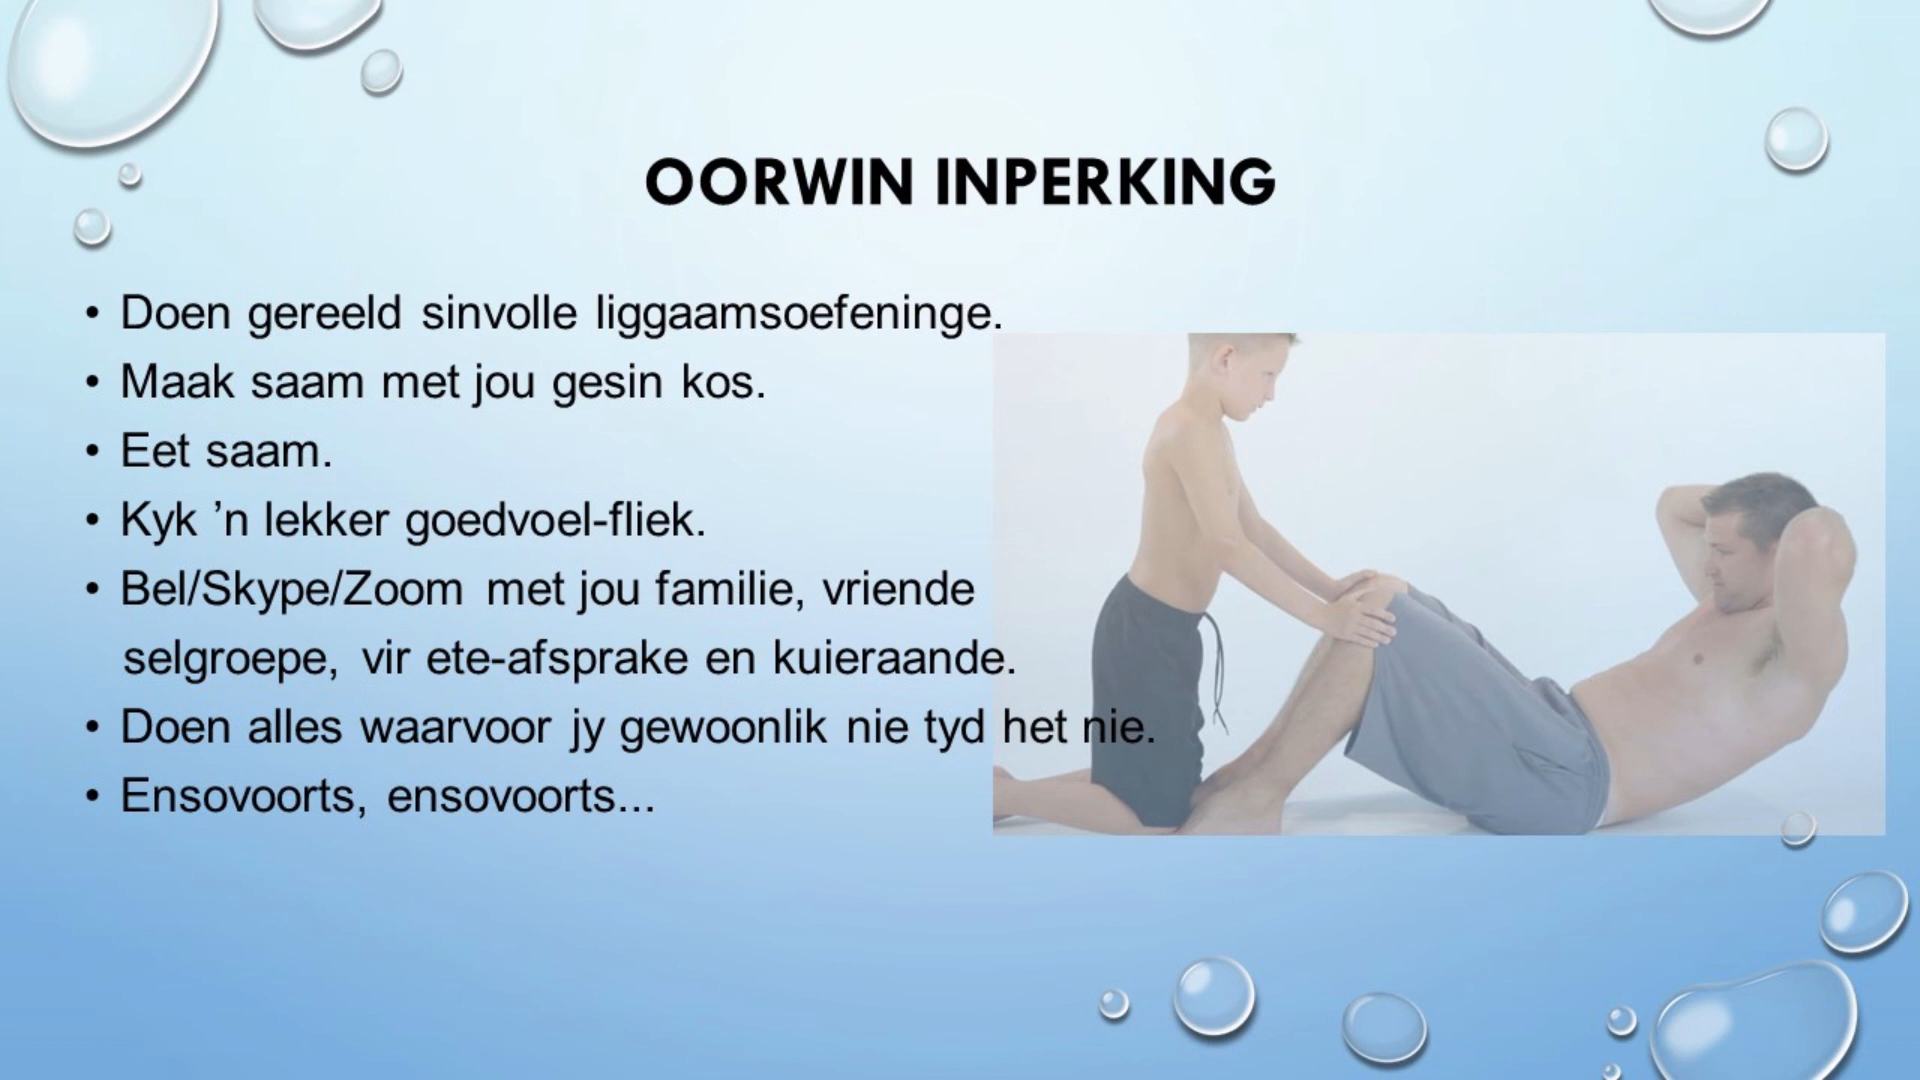 OORWIN INPERKING
• Doen gereeld sinvolle liggaamsoefeninge.
• Maak saam met jou gesin kos.
• Eet saam.
• Kyk ’n lekker goedvoel-fliek.
• Bel/Skype/Zoom met jou familie, vriende
selgroepe, vir ete-afsprake en kuieraande.
• Doen alles waarvoor jy gewoonlik nie tyd het nie.
• Ensovoorts, ensovoorts...